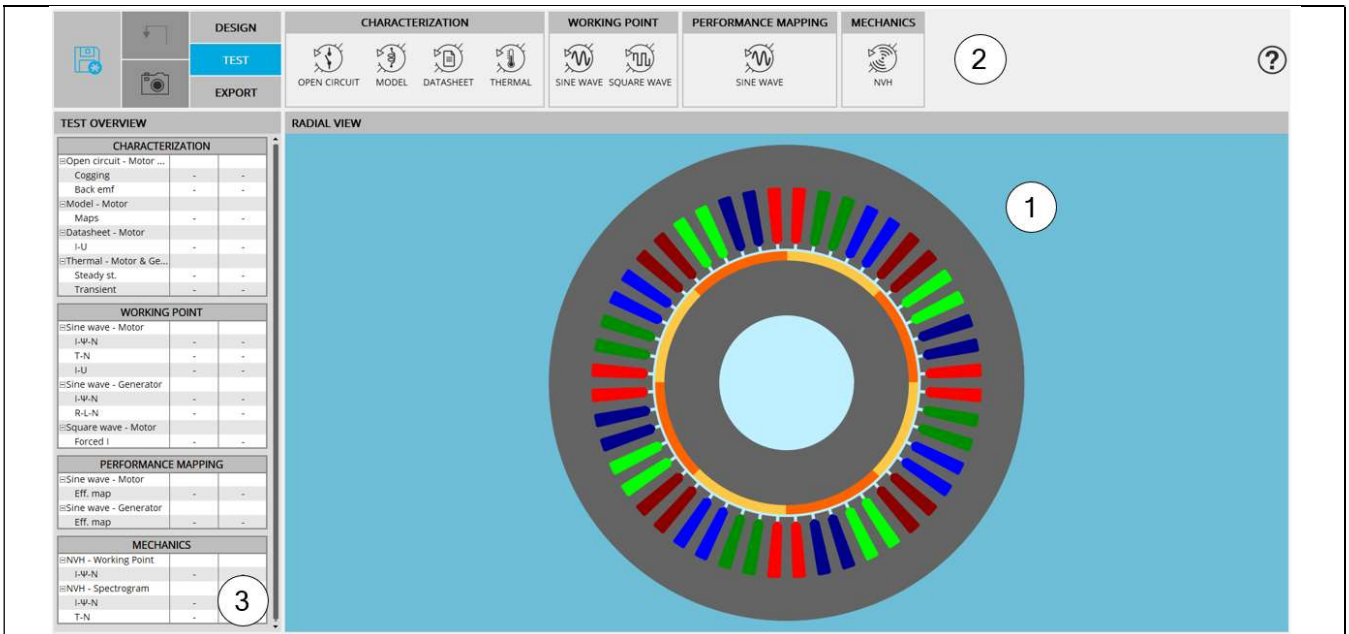 DESIGN
TEST
EXPORT
CHARACTERIZATION
OPEN CIRCUIT MODEL DATASHEET THERMAL
WORKING POINT
SINE WAVE SQUARE WAVE
PERFORMANCE MAPPING
SINE WAVE
MECHANICS
NVH
2
?
TEST OVERVIEW
CHARACTERIZATION
Open circuit - Motor ...
Cogging - -
Back emf - -
Model - Motor
Maps - -
Datasheet - Motor
I-U - -
Thermal - Motor & Ge...
Steady st. - -
Transient - -
WORKING POINT
Sine wave - Motor
I-Ψ-N - -
T-N - -
I-U - -
Sine wave - Generator
I-Ψ-N - -
R-L-N - -
Square wave - Motor
Forced I - -
PERFORMANCE MAPPING
Sine wave - Motor
Eff. map - -
Sine wave - Generator
Eff. map - -
MECHANICS
NVH - Working Point
I-Ψ-N -
NVH - Spectrogram
I-Ψ-N -
T-N -
3
RADIAL VIEW
1